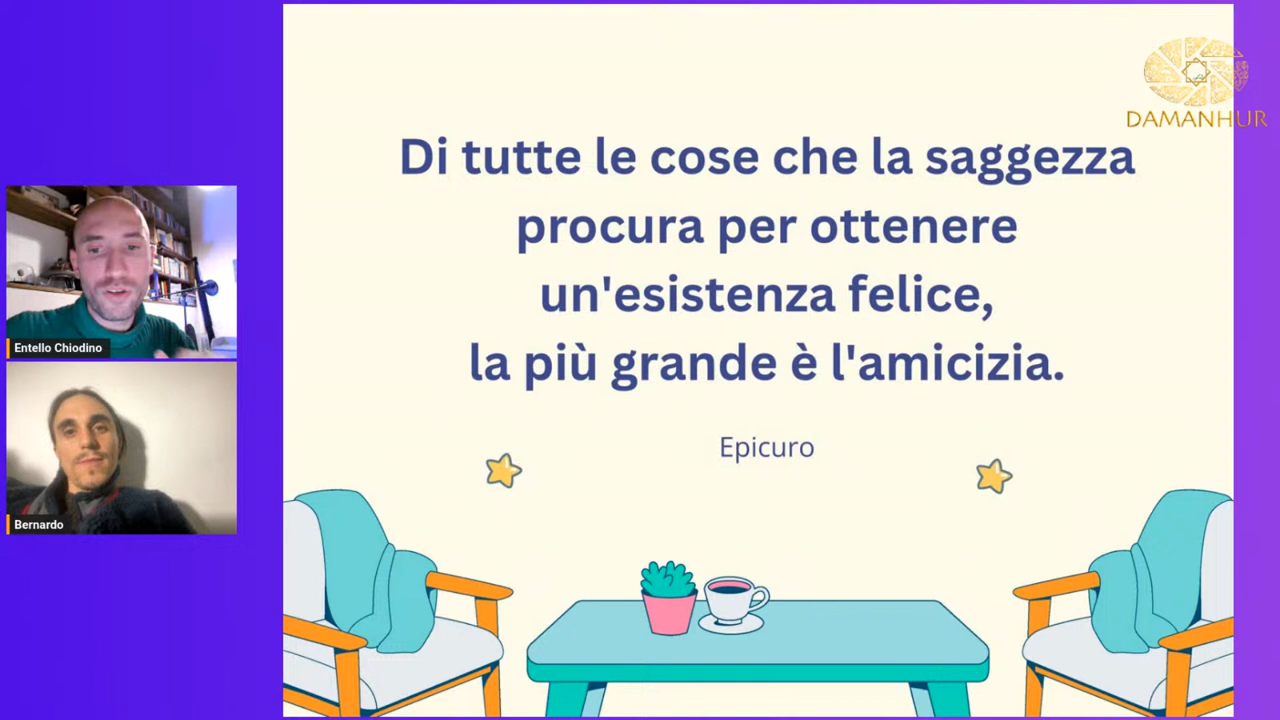 DAMANHUR
Di tutte le cose che la saggezza
procura per ottenere
un'esistenza felice,
la più grande è l'amicizia.
Epicuro
Entello Chiodino
Bernardo